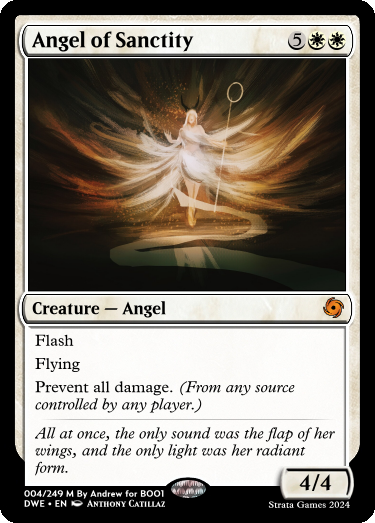 Angel of Sanctity 5
Creature — Angel
Flash
Flying
Prevent all damage. (From any source
controlled by any player.)
All at once, the only sound was the flap of her
wings, and the only light was her radiant
form.
4/4
004/249 M By Andrew for BOO1
DWE • EN Anthony Catillaz
Strata Games 2024